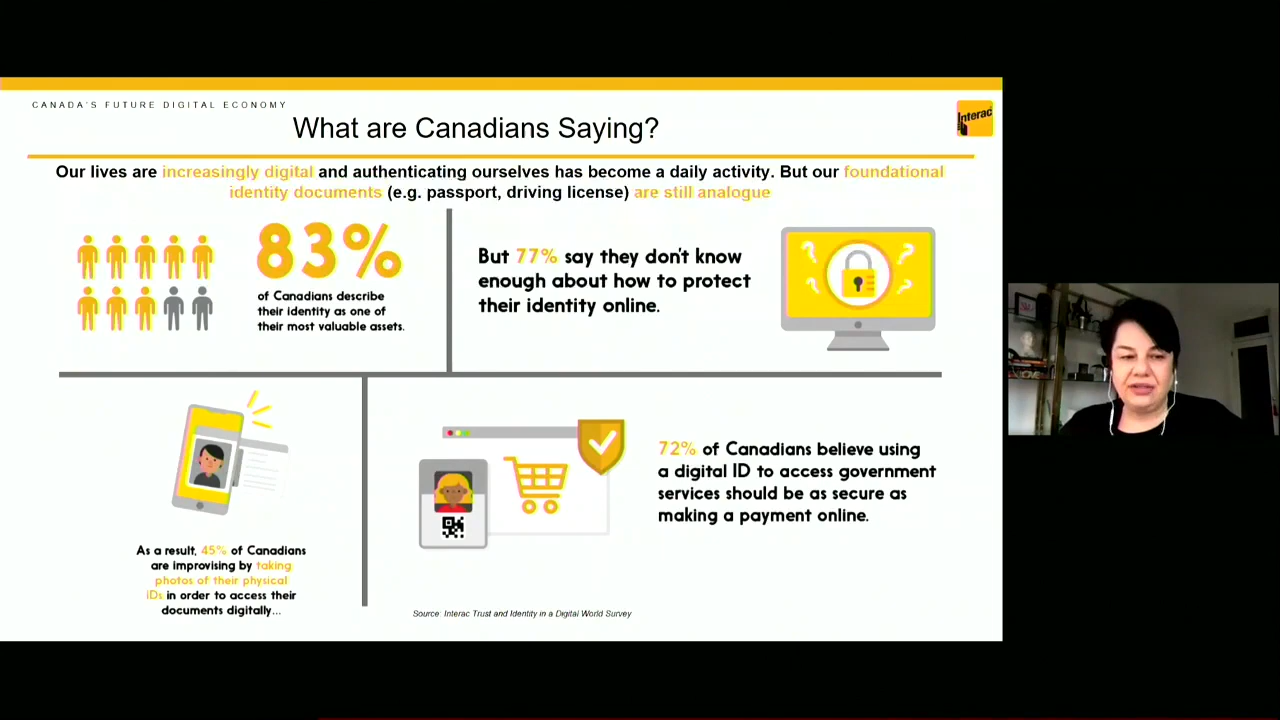 CANADA'S FUTURE DIGITAL ECONOMY
What are Canadians Saying?
Interac
Our lives are increasingly digital and authenticating ourselves has become a daily activity. But our foundational
identity documents (e.g. passport, driving license) are still analogue
83%
of Canadians describe
their identity as one of
their most valuable assets.
But 77% say they don't know
enough about how to protect
their identity online.
As a result, 45% of Canadians
are improvising by taking
photos of their physical
iDs in order to access their
documents digitally...
72% of Canadians believe using
a digital ID to access government
services should be as secure as
making a payment online.
Source: Interac Trust and Identity in a Digital World Survey